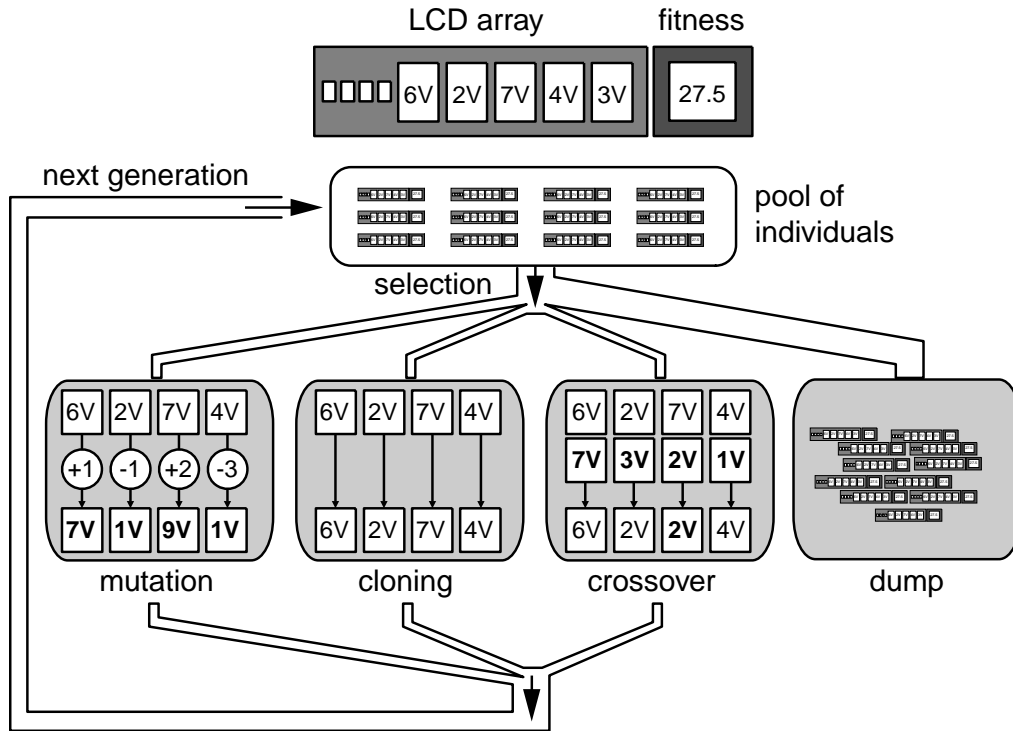 LCD array fitness
6V 2V 7V 4V 3V 27.5
next generation
pool of
individuals
selection
6V 2V 7V 4V
+1 -1 +2 -3
7V 1V 9V 1V
mutation
6V 2V 7V 4V
6V 2V 7V 4V
cloning
6V 2V 7V 4V
7V 3V 2V 1V
6V 2V 2V 4V
crossover
dump